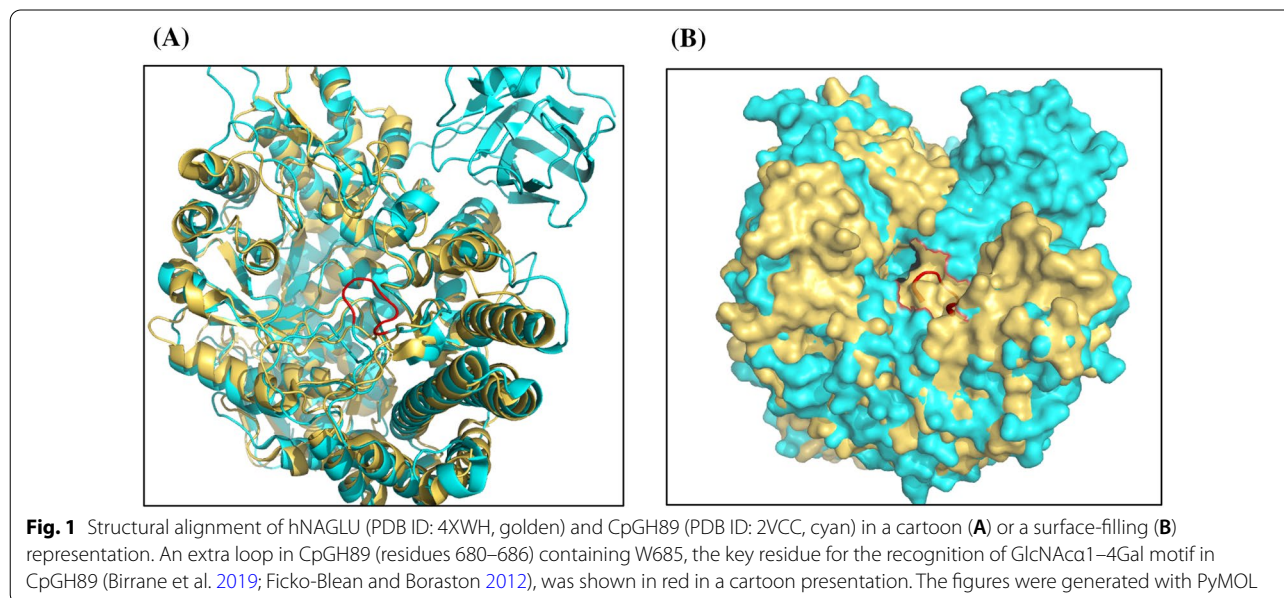 (A)
(B)
Fig. 1 Structural alignment of hNAGLU (PDB ID: 4XWH, golden) and CpGH89 (PDB ID: 2VCC, cyan) in a cartoon (A) or a surface-filling (B)
representation. An extra loop in CpGH89 (residues 680–686) containing W685, the key residue for the recognition of GlcNAcα1–4Gal motif in
CpGH89 (Birrane et al. 2019; Ficko-Blean and Boraston 2012), was shown in red in a cartoon presentation. The figures were generated with PyMOL